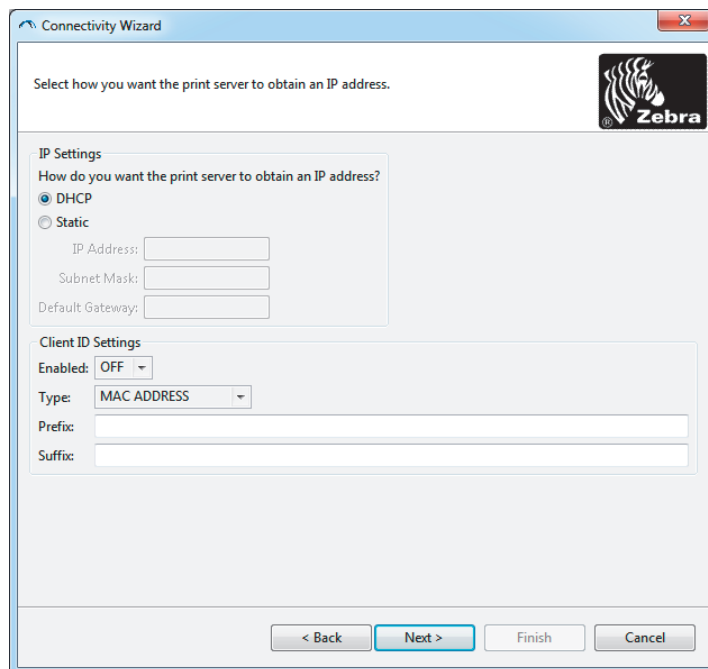 Connectivity Wizard
Select how you want the print server to obtain an IP address.
® Zebra
IP Settings
How do you want the print server to obtain an IP address?
DHCP
Static
IP Address:
Subnet Mask:
Default Gateway:
Client ID Settings
Enabled: OFF
Type: MAC ADDRESS
Prefix:
Suffix:
< Back Next > Finish Cancel